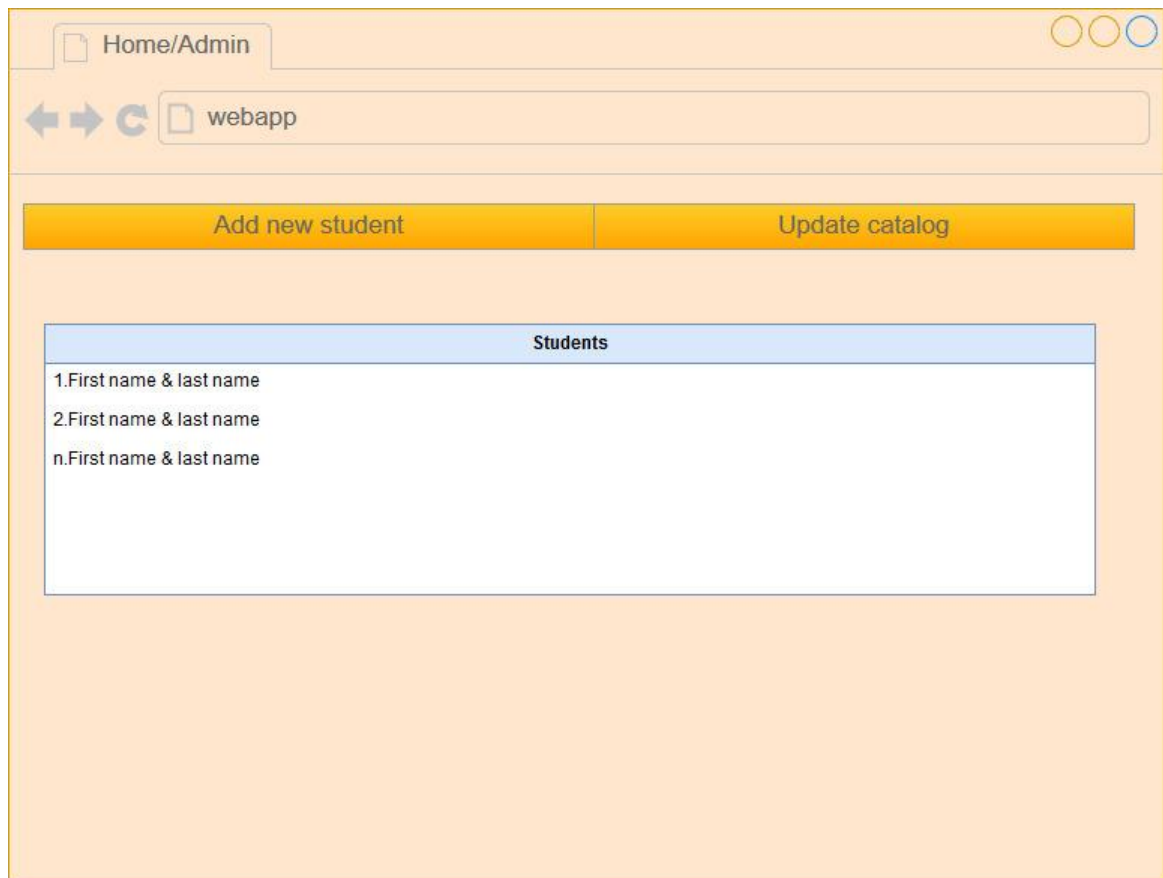 Home/Admin
webapp
Add new student
Update catalog
Students
1.First name & last name
2.First name & last name
n.First name & last name